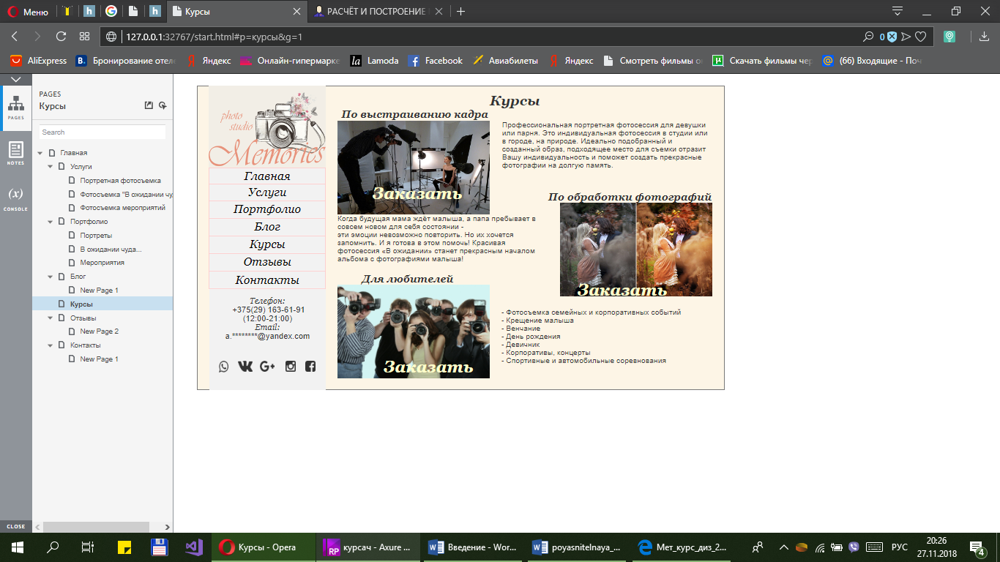 Меню
Курсы
РАСЧЁТ И ПОСТРОЕНИЕ
127.0.0.1:32767/start.html#p=курсы&g=1
0
AliExpress
Бронирование отеле
Яндекс
Онлайн-гипермарке
Lamoda
Facebook
Авиабилеты
Яндекс
Смотреть фильмы о
Скачать фильмы чер
(66) Входящие - Поч
PAGES
NOTES
(x)
CONSOLE
CLOSE
PAGES
Курсы
Search
Главная
Услуги
Портретная фотосъемка
Фотосъемка "В ожидании чу
Фотосъемка мероприятий
Портфолио
Портреты
В ожидании чуда...
Мероприятия
Блог
New Page 1
Курсы
Отзывы
New Page 2
Контакты
New Page 1
photo
studio
Memories
Главная
Услуги
Портфолио
Блог
Курсы
Отзывы
Контакты
Телефон:
+375(29) 163-61-91
(12:00-21:00)
Email:
a.********@yandex.com
Курсы
По выстраиванию кадра
Заказать
Профессиональная портретная фотосессия для девушки
или парня. Это индивидуальная фотосессия в студии или
в городе, на природе. Идеально подобранный и
созданный образ, подходящее место для съемки отразит
Вашу индивидуальность и поможет создать прекрасные
фотографии на долгую память.
По обработки фотографий
Заказать
Когда будущая мама ждёт малыша, а папа пребывает в
совсем новом для себя состоянии -
эти эмоции невозможно повторить. Но их хочется
запомнить. И я готова в этом помочь! Красивая
фотосессия «В ожидании» станет прекрасным началом
альбома с фотографиями малыша!
Для любителей
Заказать
- Фотосъемка семейных и корпоративных событий
- Крещение малыша
- Венчание
- День рождения
- Девичник
- Корпоративы, концерты
- Спортивные и автомобильные соревнования
Курсы - Opera
курсач - Axure ...
Введение - Wor...
poyasnitelnaya_...
Мет_курс_диз_2...
РУС
20:26
27.11.2018
4